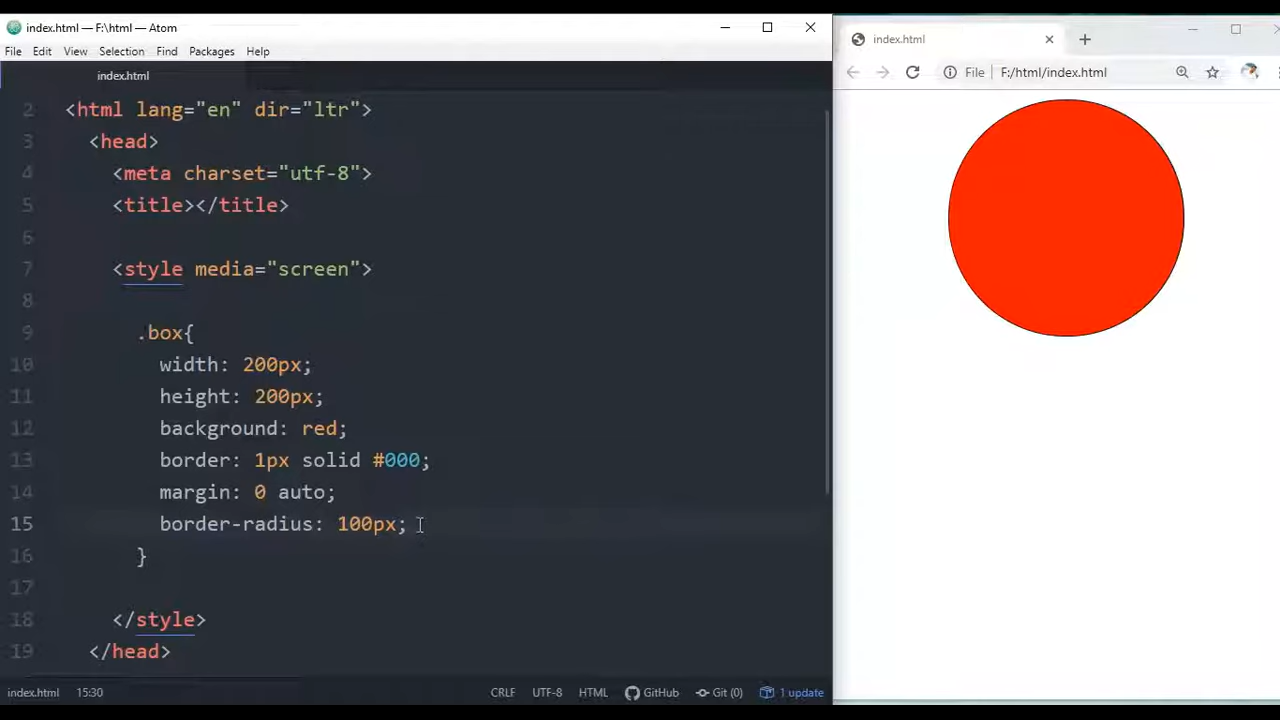 index.html — F:\html — Atom
File Edit View Selection Find Packages Help
index.html
2 <html lang="en" dir="ltr">
3 <head>
4 <meta charset="utf-8">
5 <title></title>
6
7 <style media="screen">
8
9 .box{
10 width: 200px;
11 height: 200px;
12 background: red;
13 border: 1px solid #000;
14 margin: 0 auto;
15 border-radius: 100px;
16 }
17
18 </style>
19 </head>
index.html 15:30 CRLF UTF-8 HTML GitHub Git (0) 1 update
index.html
File F:/html/index.html